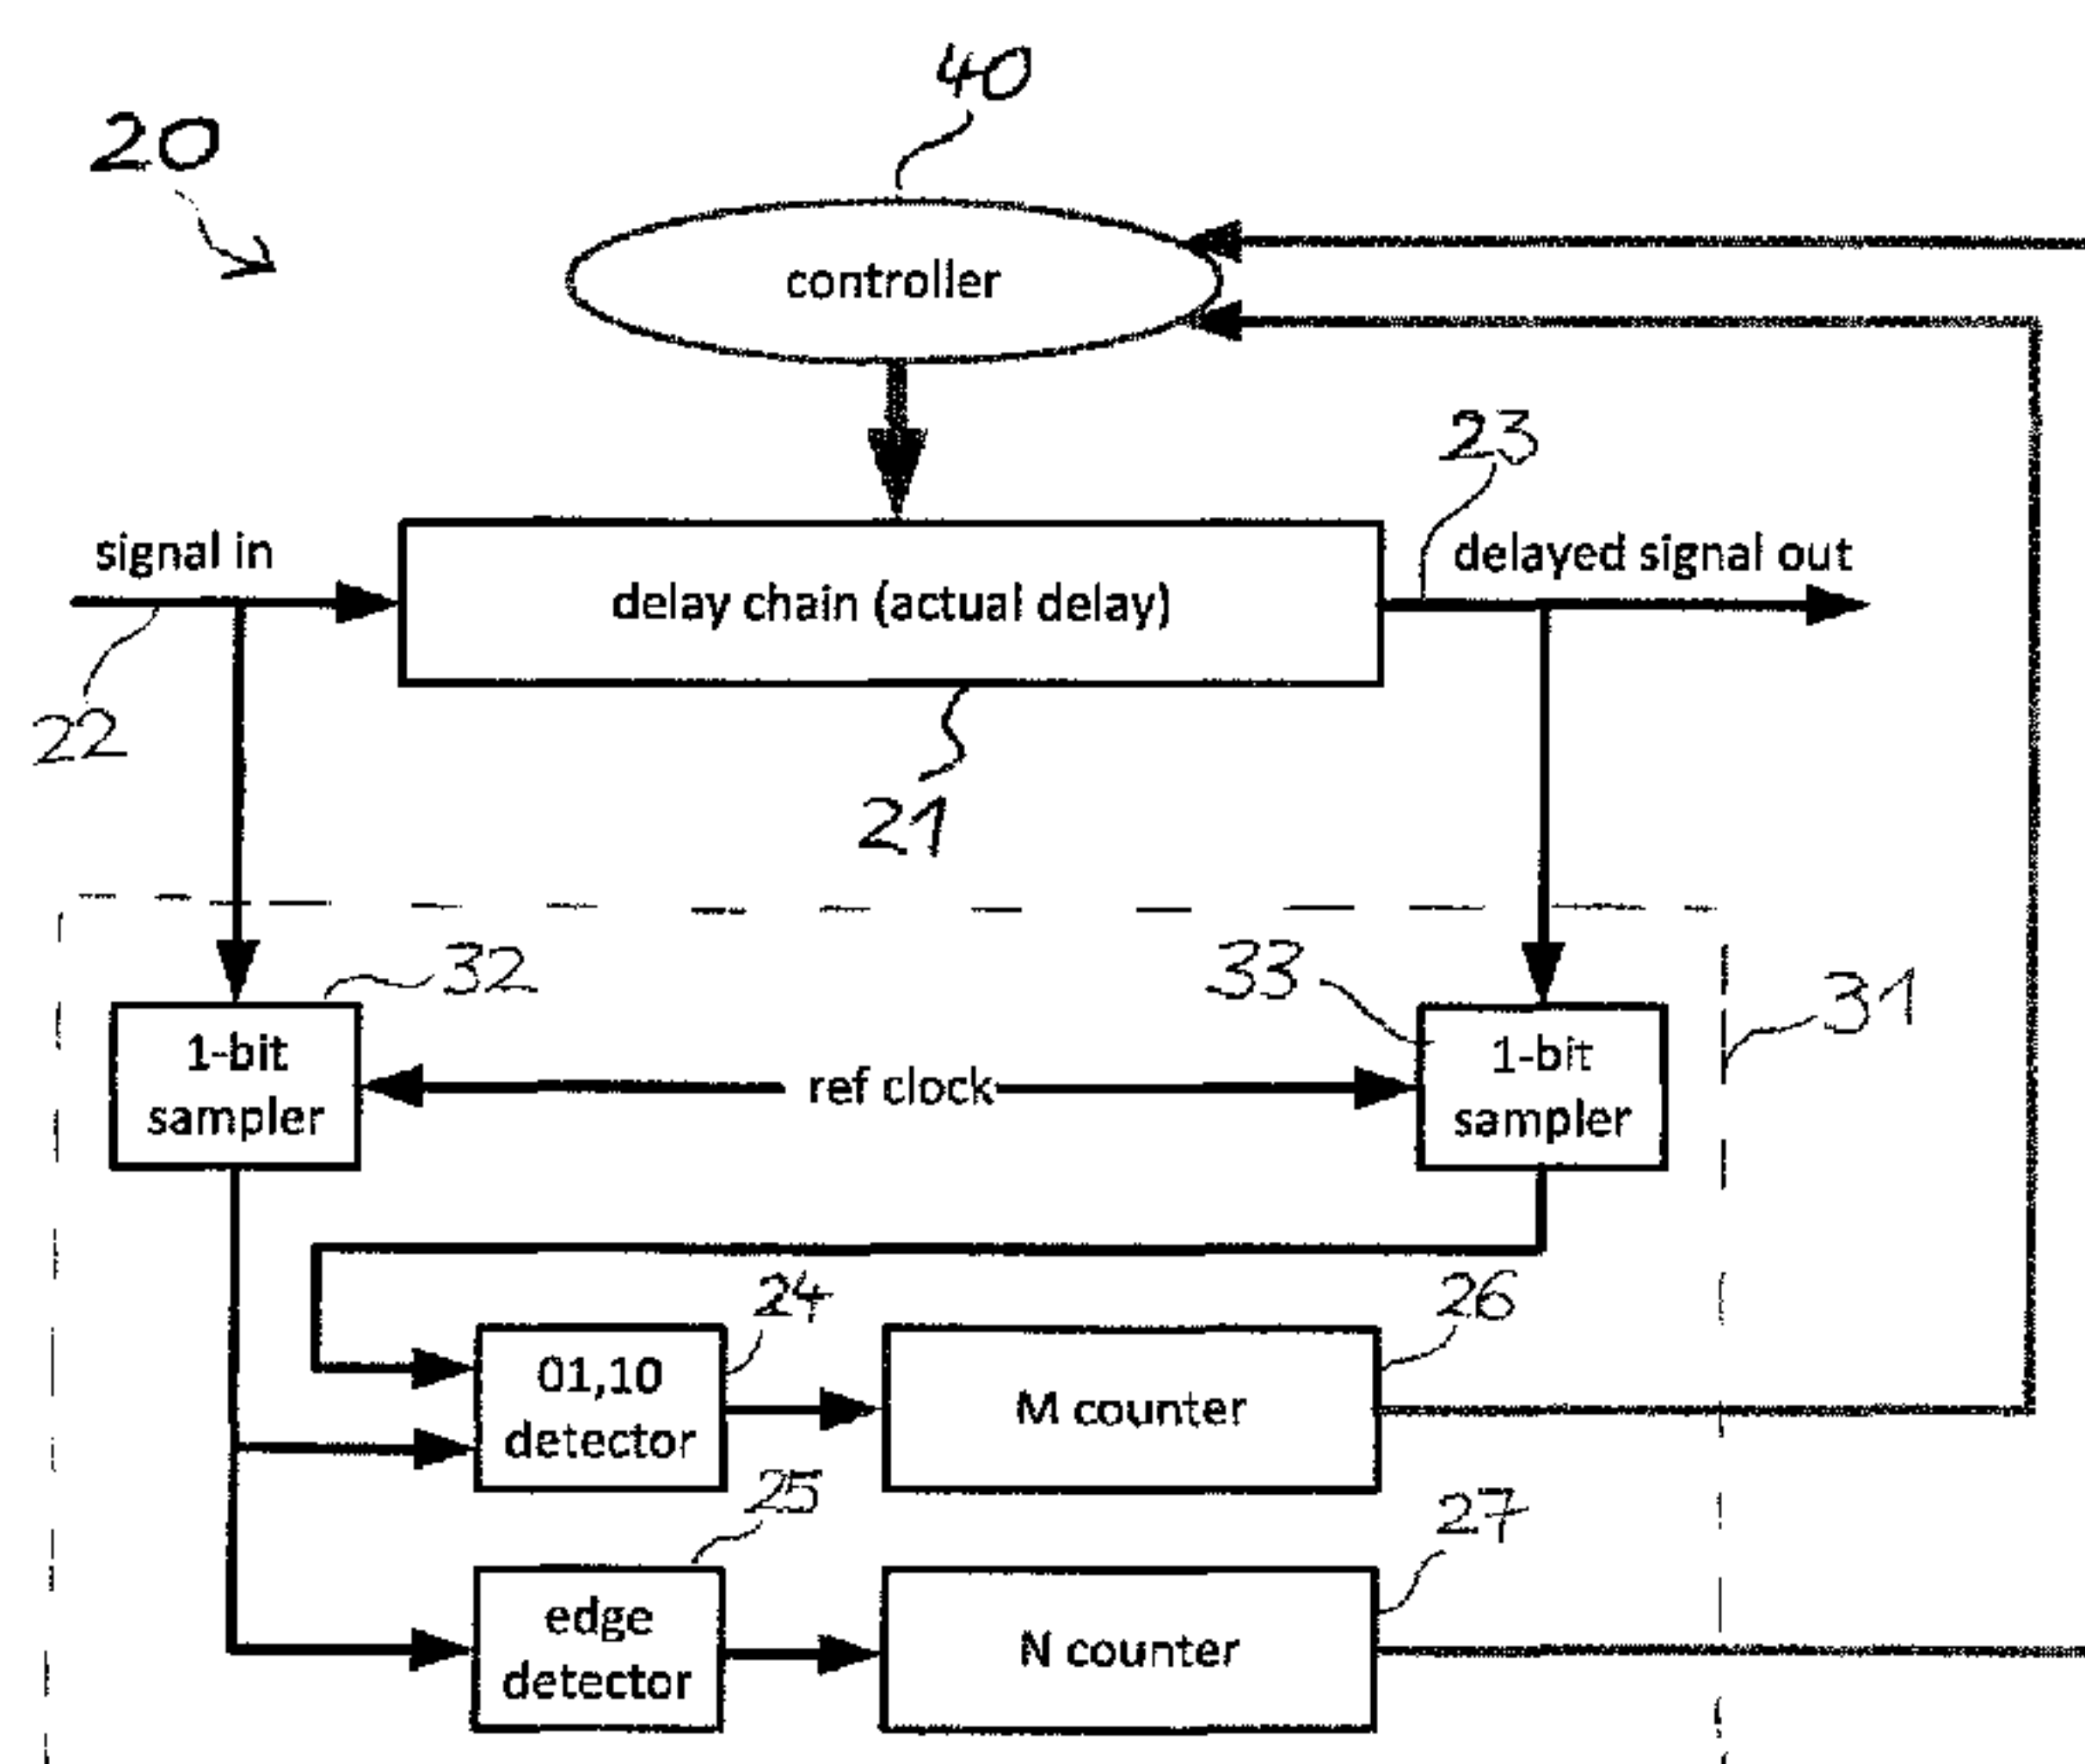 40
20
controller
23
signal in
delayed signal out
delay chain (actual delay)
22
21
32
33
31
1-bit
sampler
ref clock
1-bit
sampler
24
26
01,10
detector
M counter
25
27
edge
detector
N counter